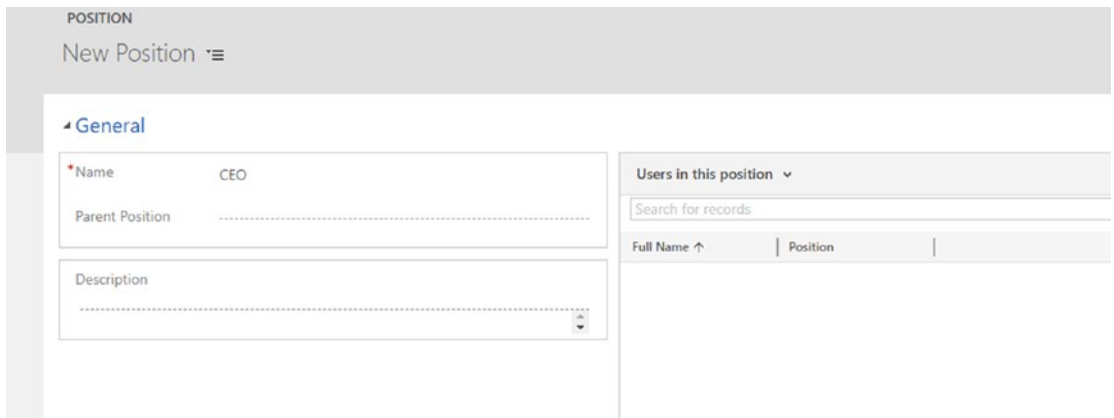 POSITION
New Position
General
*Name CEO
Parent Position
Description
Users in this position
Search for records
Full Name ↑ Position